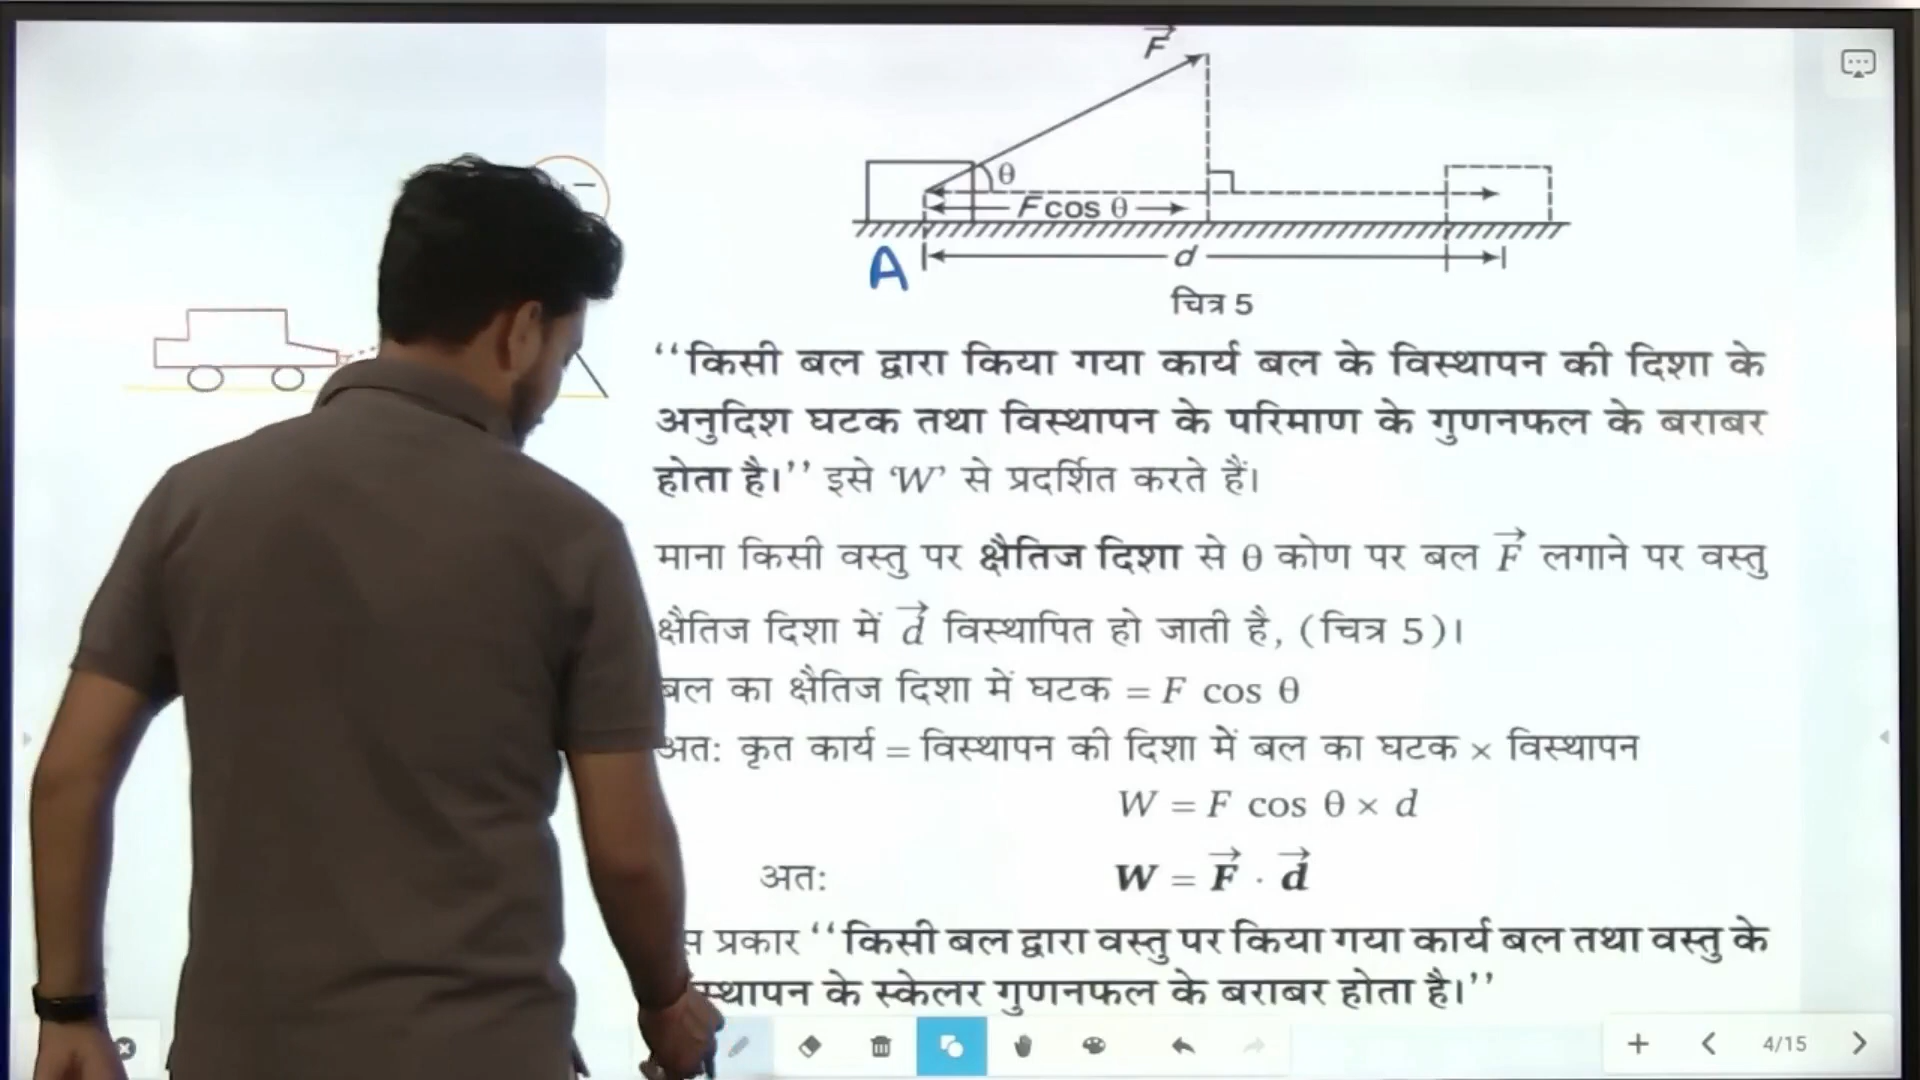 F
θ
F cos θ
A
d
चित्र 5
‘‘किसी बल द्वारा किया गया कार्य बल के विस्थापन की दिशा के
अनुदिश घटक तथा विस्थापन के परिमाण के गुणनफल के बराबर
होता है।’’ इसे ‘W’ से प्रदर्शित करते हैं।
माना किसी वस्तु पर क्षैतिज दिशा से θ कोण पर बल F लगाने पर वस्तु
क्षैतिज दिशा में d विस्थापित हो जाती है, (चित्र 5)।
बल का क्षैतिज दिशा में घटक = F cos θ
अतः कृत कार्य = विस्थापन की दिशा में बल का घटक × विस्थापन
W = F cos θ × d
अतः W = F · d
प्रकार ‘‘किसी बल द्वारा वस्तु पर किया गया कार्य बल तथा वस्तु के
के स्केलर गुणनफल के बराबर होता है।’’
4/15